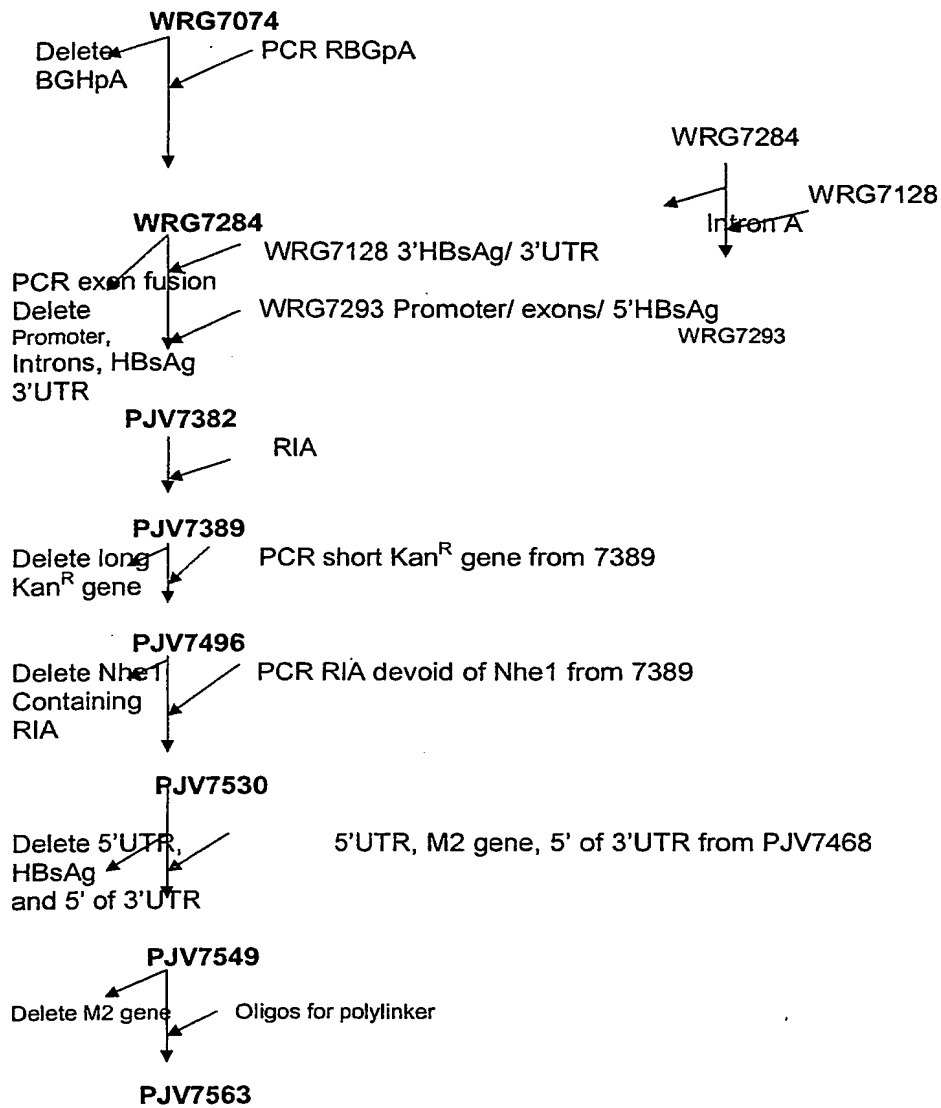 WRG7074
Delete
BGHpA
PCR RBGpA
WRG7284
WRG7128
Intron A
WRG7293
WRG7284
WRG7128 3'HBsAg/ 3'UTR
PCR exon fusion
Delete
Promoter,
Introns, HBsAg
3'UTR
WRG7293 Promoter/ exons/ 5'HBsAg
PJV7382
RIA
PJV7389
Delete long
Kan^R gene
PCR short Kan^R gene from 7389
PJV7496
Delete Nhe1
Containing
RIA
PCR RIA devoid of Nhe1 from 7389
PJV7530
Delete 5'UTR,
HBsAg
and 5' of 3'UTR
5'UTR, M2 gene, 5' of 3'UTR from PJV7468
PJV7549
Delete M2 gene
Oligos for polylinker
PJV7563